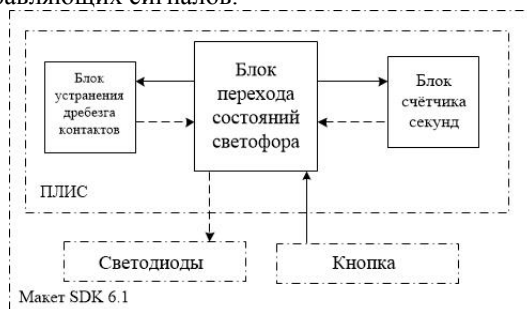 равляющих сигналов.
Блок
устранения
дребезга
контактов
Блок
перехода
состояний
светофора
Блок
счётчика
секунд
ПЛИС
Светодиоды
Кнопка
Макет SDK 6.1